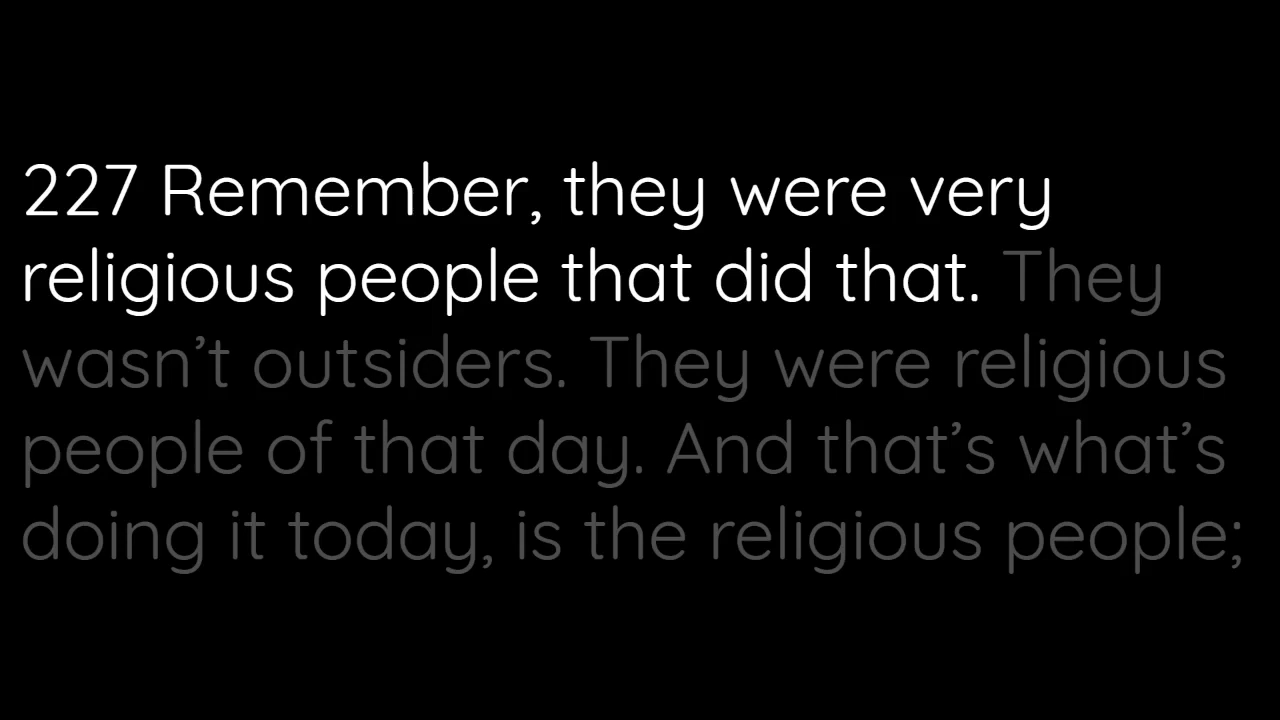 227 Remember, they were very
religious people that did that. They
wasn’t outsiders. They were religious
people of that day. And that’s what’s
doing it today, is the religious people;